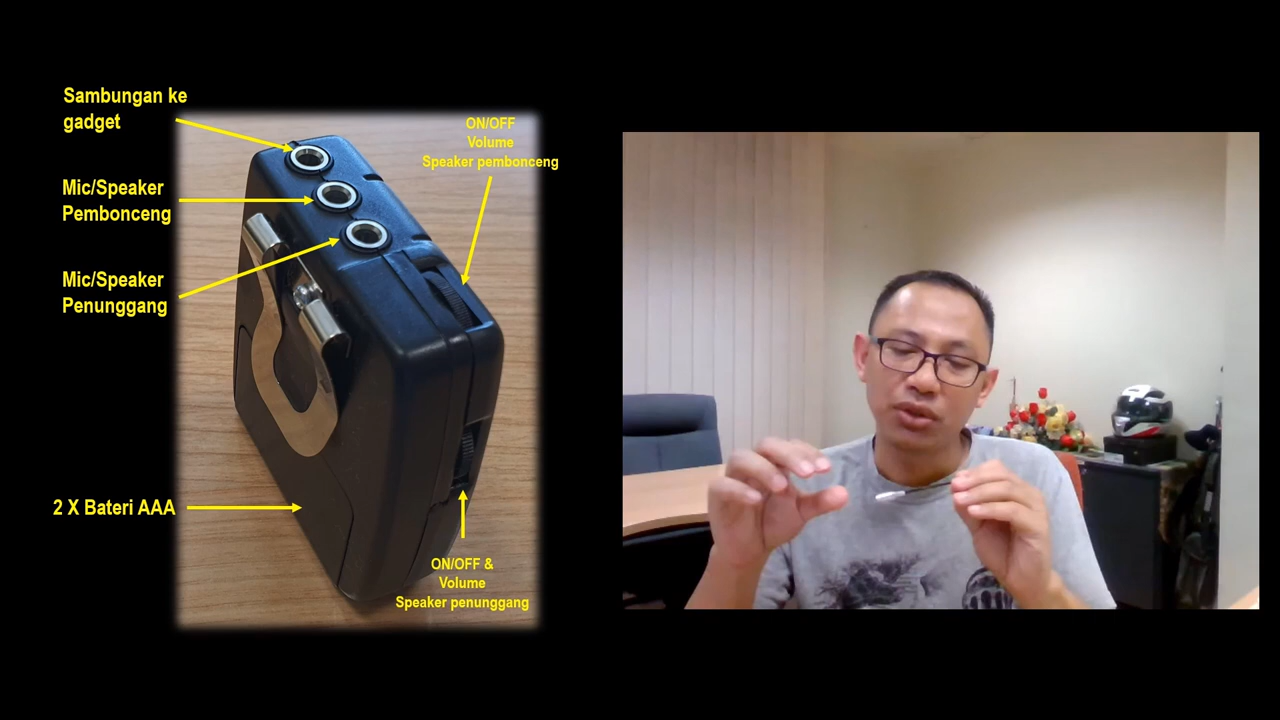 Sambungan ke
gadget
Mic/Speaker
Pembonceng
Mic/Speaker
Penunggang
2 X Bateri AAA
ON/OFF
Volume
Speaker pembonceng
ON/OFF &
Volume
Speaker penunggang